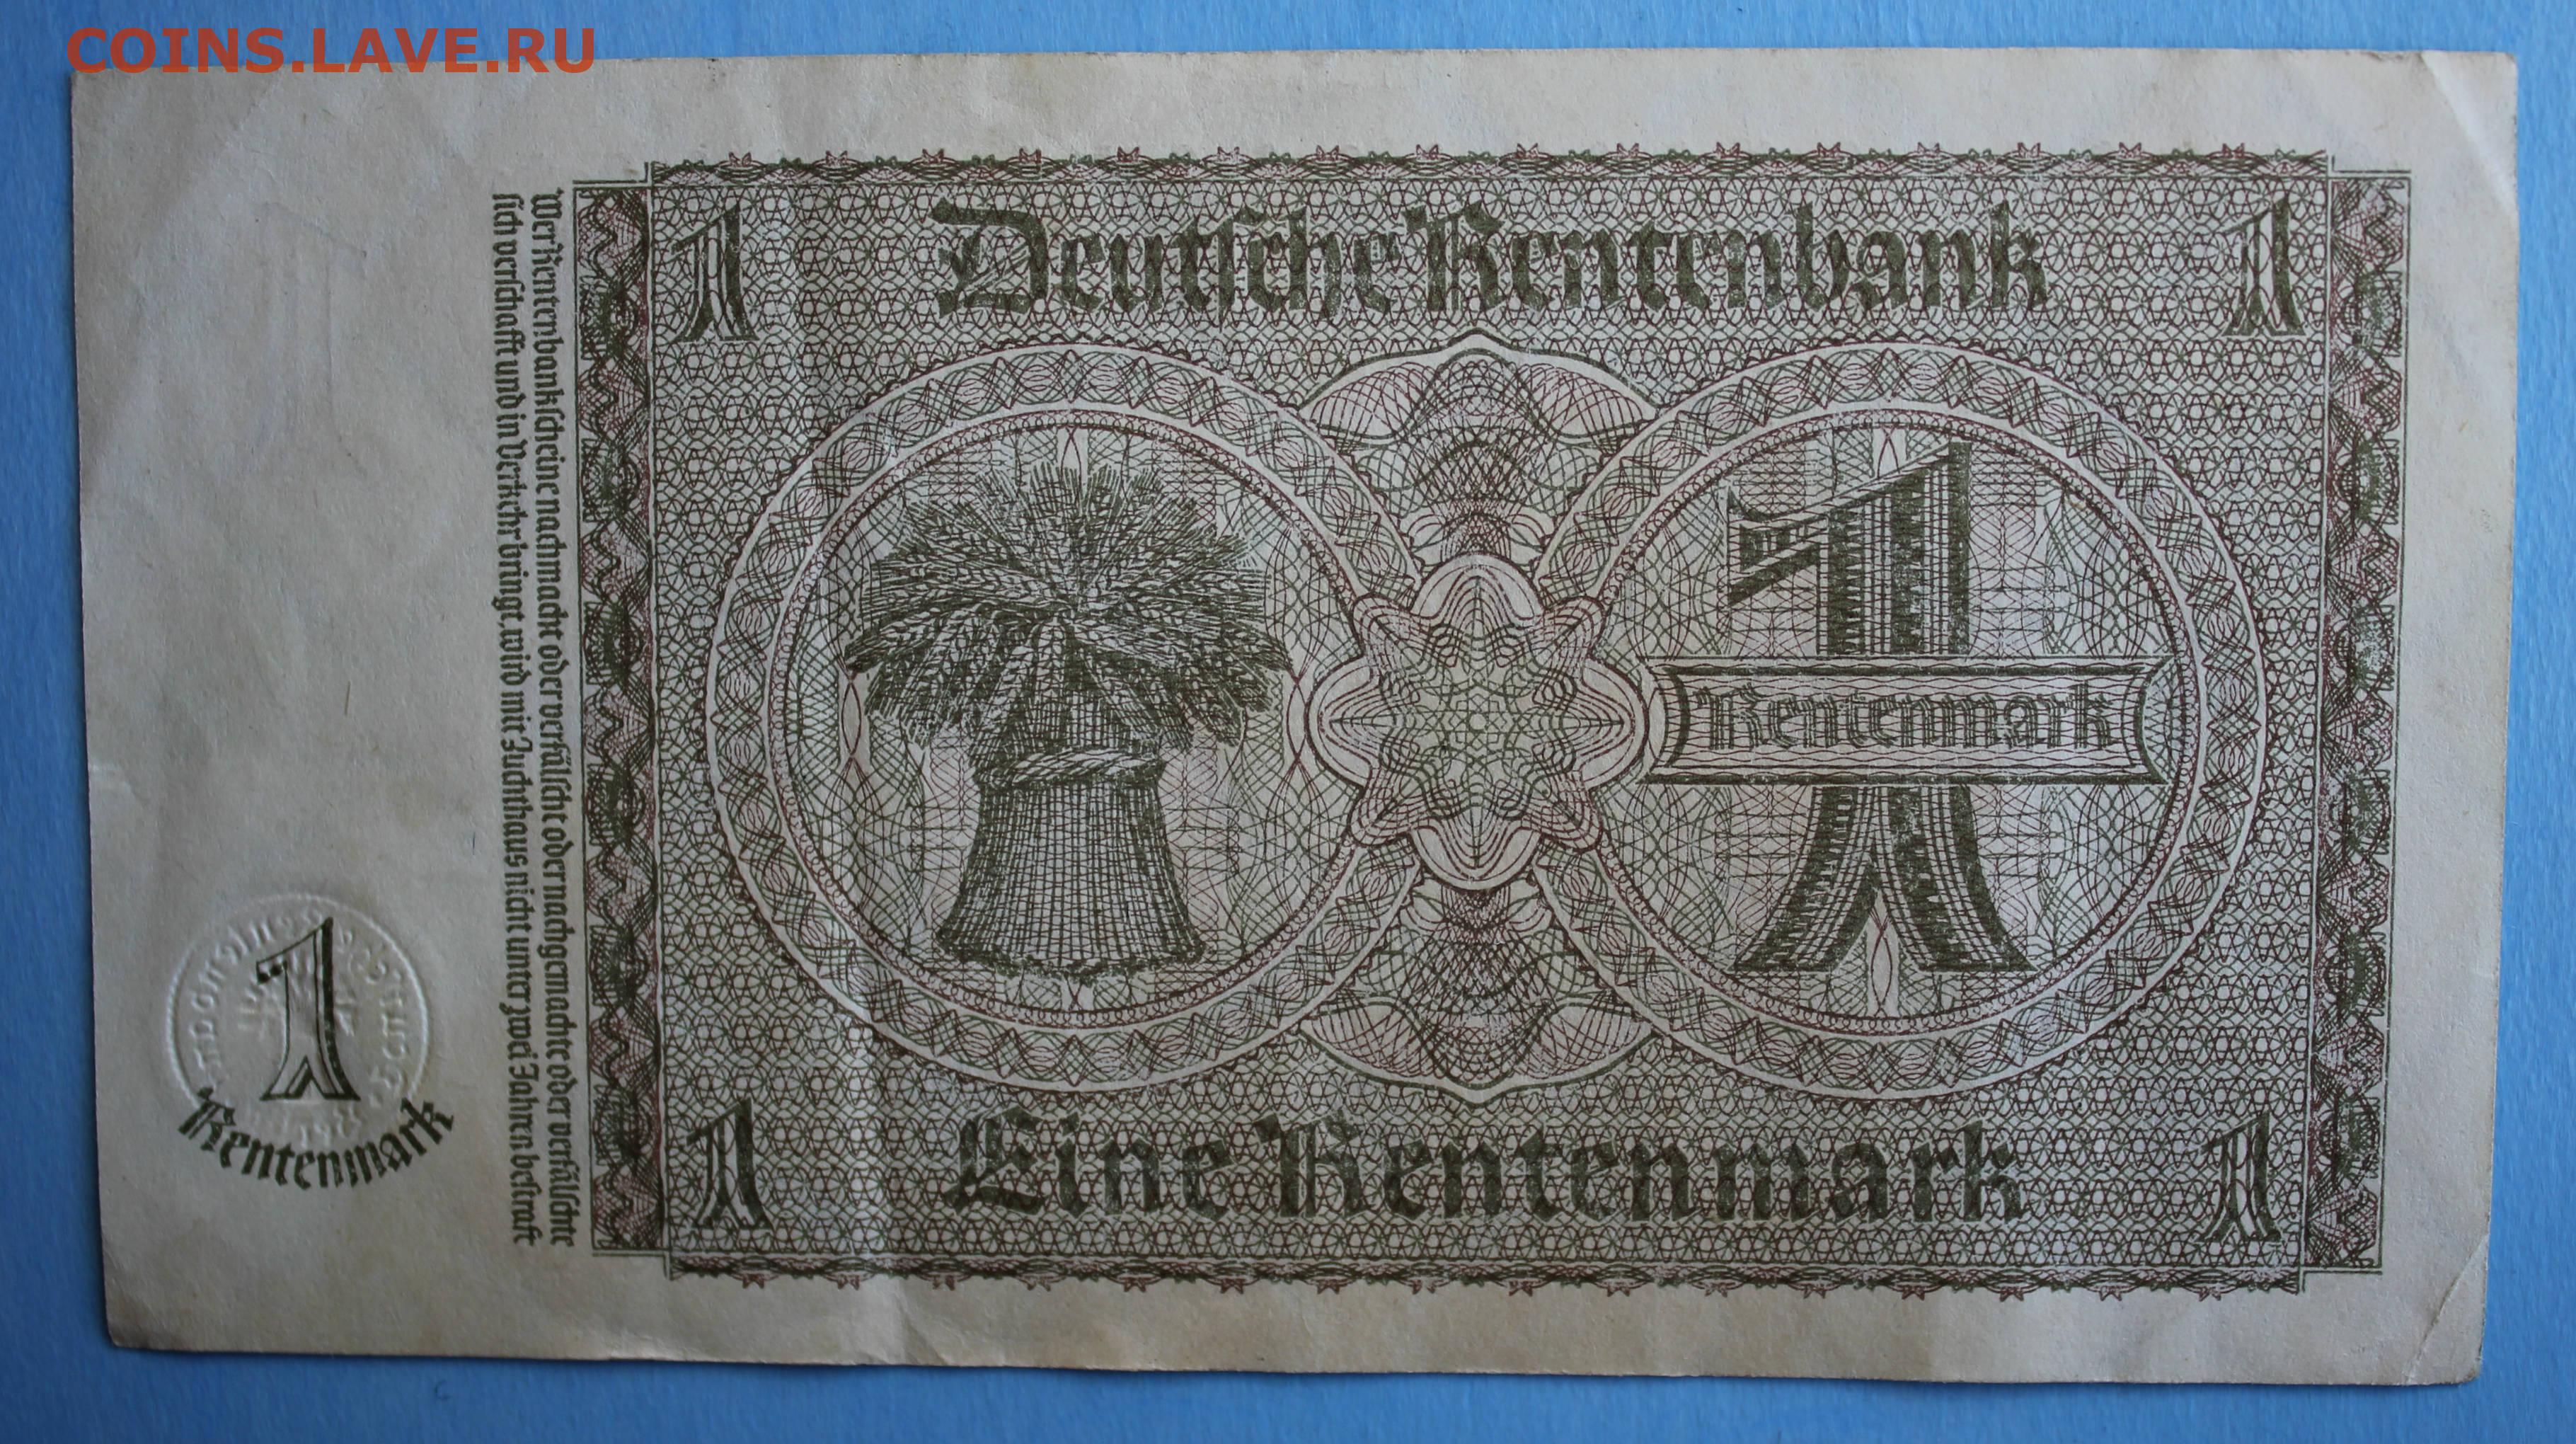 COINS.LAVE.RU
1 Deutsche Rentenbank 1
Wer Rentenbankscheine nachmacht oder verfälscht oder nachgemachte oder verfälschte
sich verschafft und in Verkehr bringt, wird mit Zuchthaus nicht unter zwei Jahren bestraft
1
Rentenmark
1
Rentenmark
1 Eine Rentenmark 1